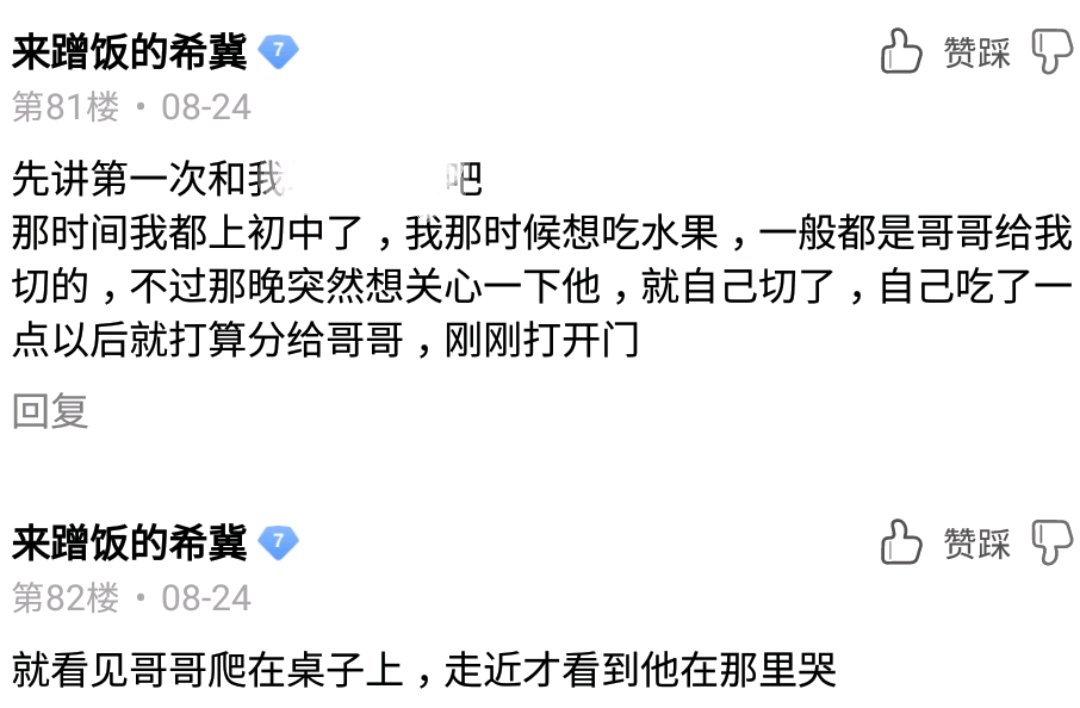 来蹭饭的希冀 7
赞踩
第81楼 • 08-24
先讲第一次和我 吧
那时间我都上初中了，我那时候想吃水果，一般都是哥哥给我
切的，不过那晚突然想关心一下他，就自己切了，自己吃了一
点以后就打算分给哥哥，刚刚打开门
回复
来蹭饭的希冀 7
赞踩
第82楼 • 08-24
就看见哥哥爬在桌子上，走近才看到他在那里哭